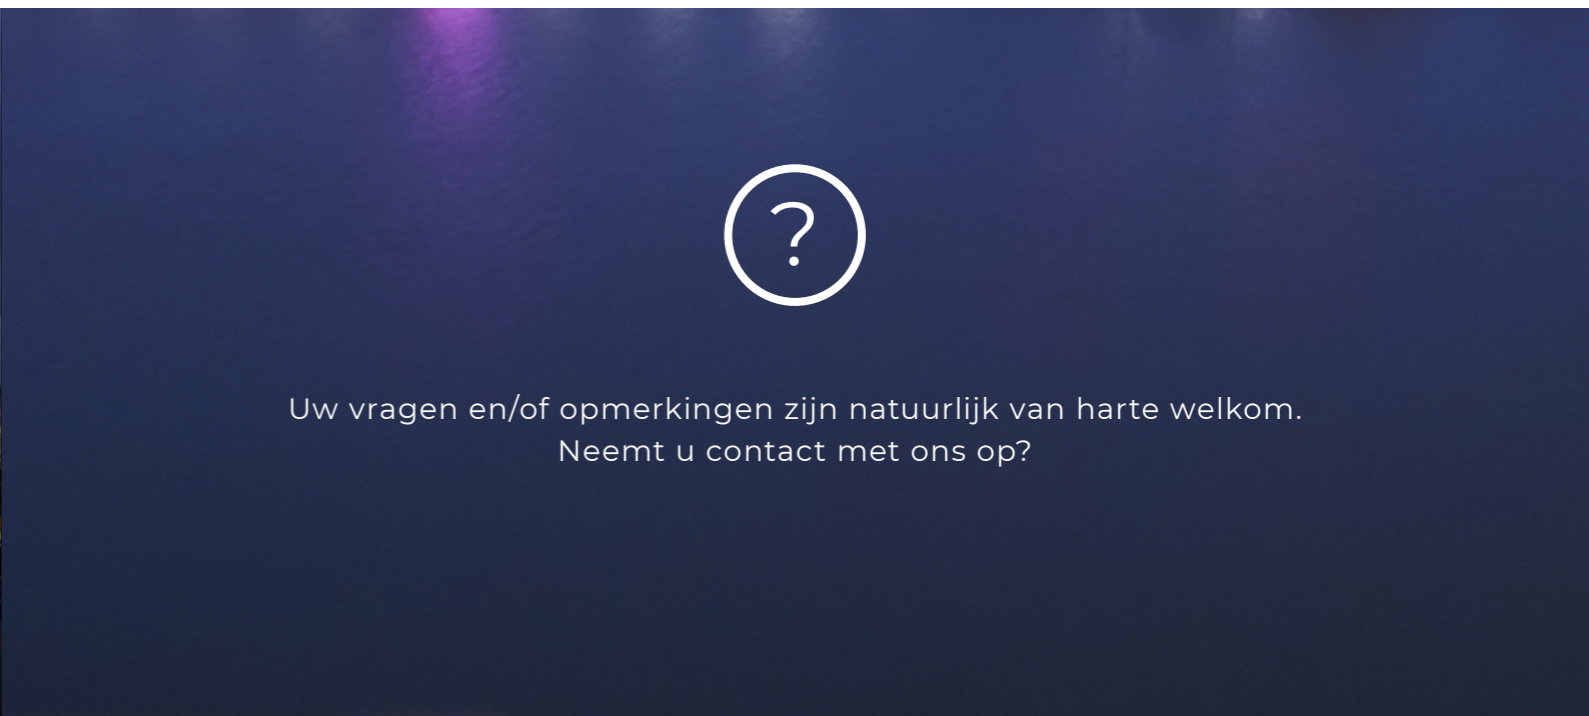 ?
Uw vragen en/of opmerkingen zijn natuurlijk van harte welkom.
Neemt u contact met ons op?